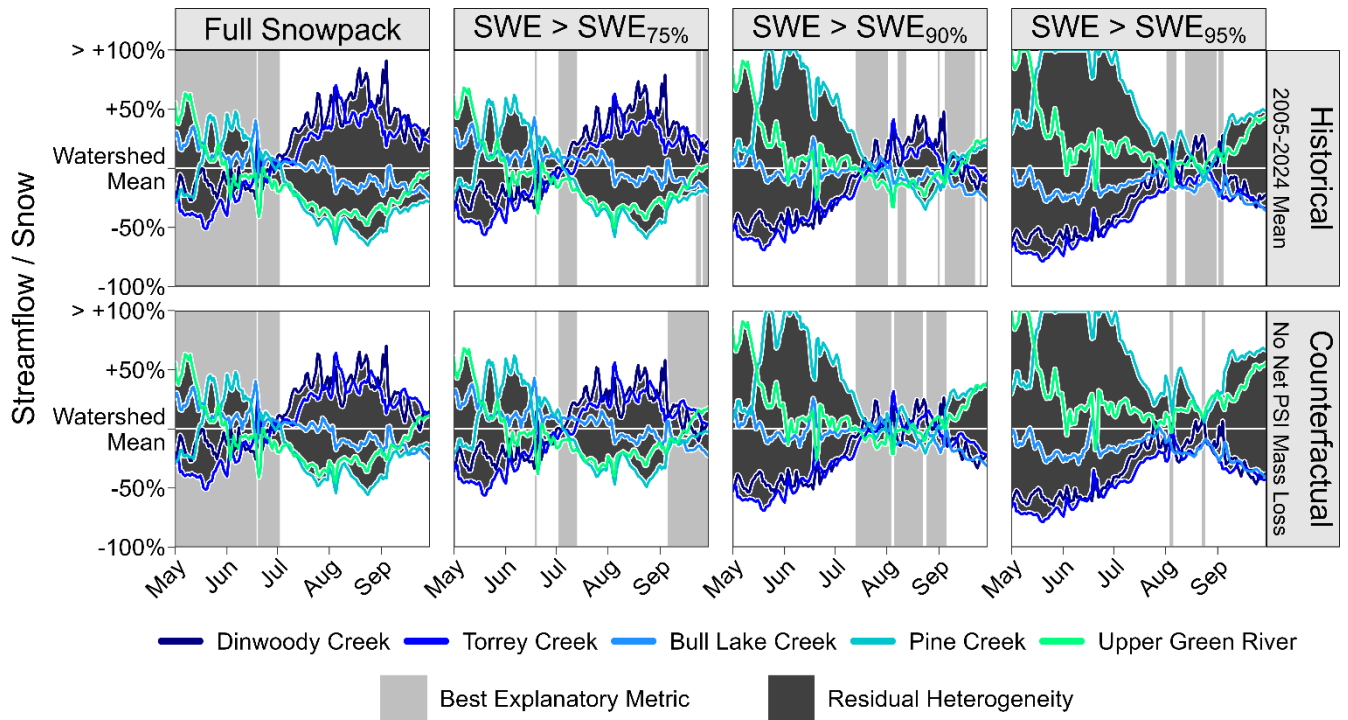 Full Snowpack
SWE > SWE75%
SWE > SWE90%
SWE > SWE95%
> +100%
+50%
Watershed
Mean
-50%
-100%
Historical
2005-2024 Mean
Streamflow / Snow
> +100%
+50%
Watershed
Mean
-50%
-100%
Counterfactual
No Net PSI Mass Loss
May Jun Jul Aug Sep
May Jun Jul Aug Sep
May Jun Jul Aug Sep
May Jun Jul Aug Sep
Dinwoody Creek Torrey Creek Bull Lake Creek Pine Creek Upper Green River
Best Explanatory Metric Residual Heterogeneity